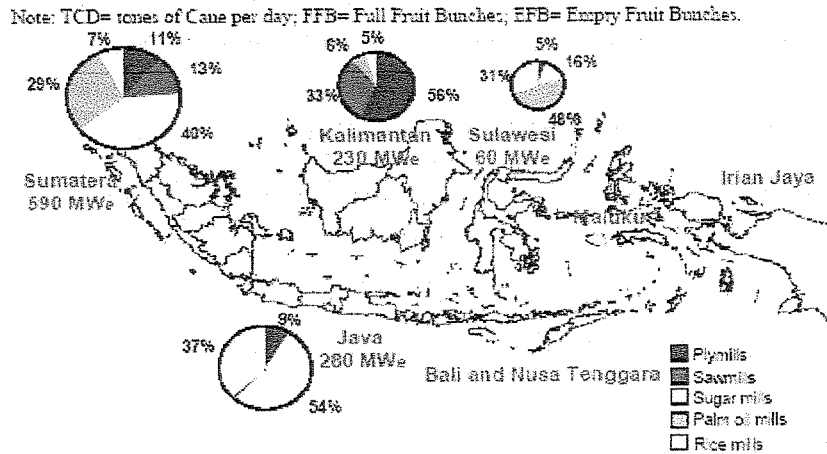 Note: TCD= tones of Cane per day; FFB= Full Fruit Bunches; EFB= Empty Fruit Bunches.
7% 11% 6% 5% 5%
29% 13% 33% 56% 31% 16%
40% 48%
Kalimantan Sulawesi
230 MWe 60 MWe
Sumatera Irian Jaya
590 MWe
Maluku
9%
37% Java
280 MWe
54% Bali and Nusa Tenggara
Plymills
Sawmills
Sugar mills
Palm oil mills
Rice mills